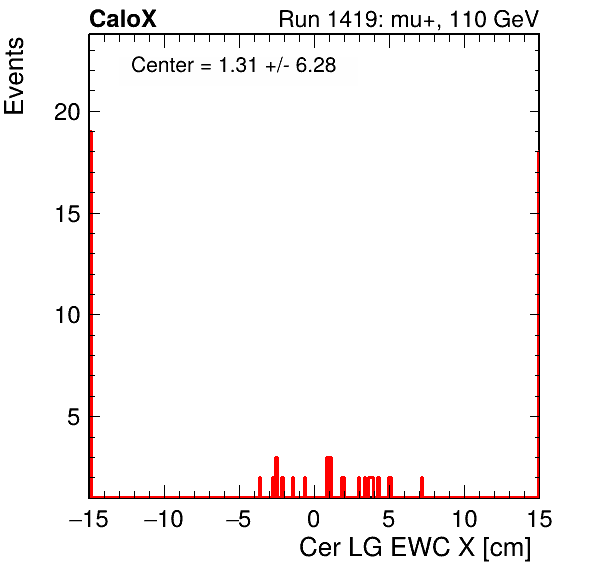 CaloX Run 1419: mu+, 110 GeV
Center = 1.31 +/- 6.28
Events
20
15
10
5
−15 −10 −5 0 5 10 15
Cer LG EWC X [cm]